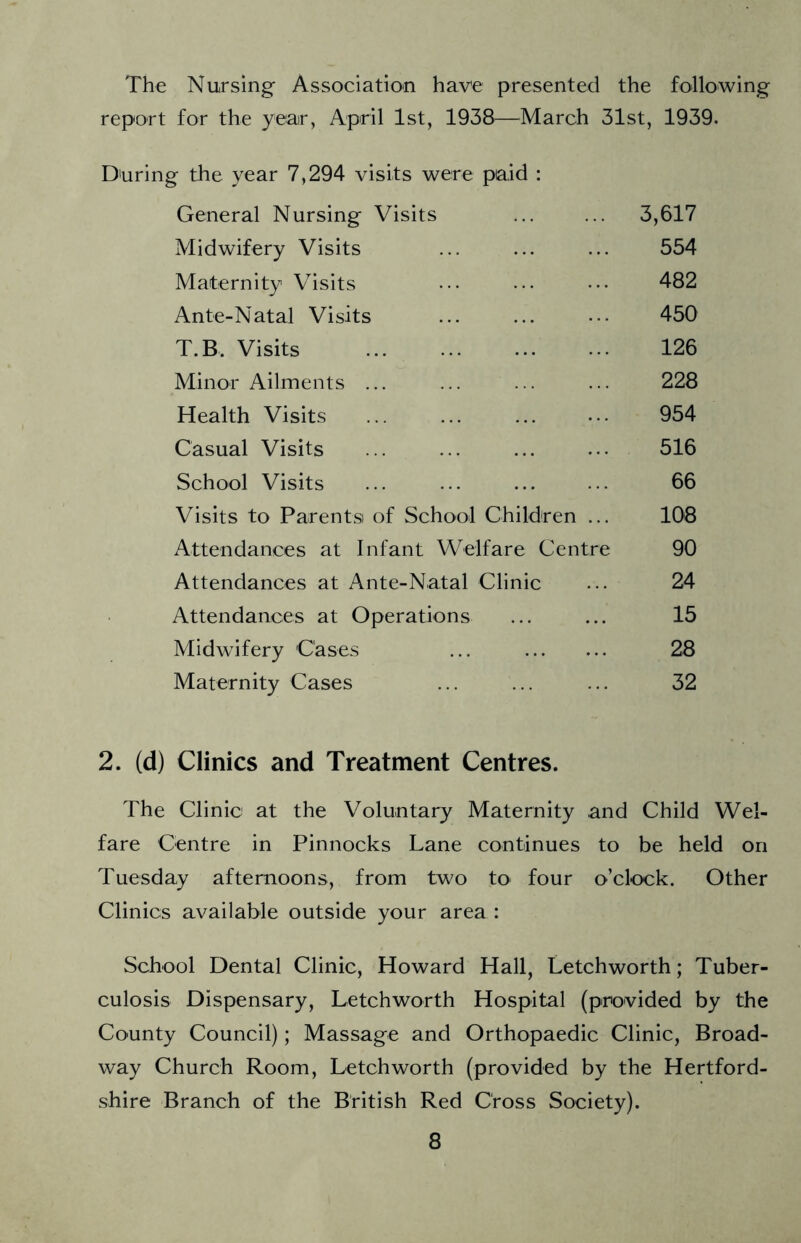 The Nursing Association have presented the following
report for the year, April 1st, 1938—March 31st, 1939.
During the year 7,294 visits were paid :
General Nursing Visits ... ... 3,617
Midwifery Visits ... ... ... 554
Maternity Visits ... ... ... 482
Ante-Natal Visits ... ... ... 450
T.B. Visits ... ... ... ... 126
Minor Ailments ... ... ... ... 228
Health Visits ... ... ... ... 954
Casual Visits ... ... ... ... 516
School Visits ... ... ... ... 66
Visits to Parents of School Children ... 108
Attendances at Infant Welfare Centre 90
Attendances at Ante-Natal Clinic ... 24
Attendances at Operations ... ... 15
Midwifery Cases ... ... ... 28
Maternity Cases ... ... ... 32
2. (d) Clinics and Treatment Centres.
The Clinic at the Voluntary Maternity and Child Wel-
fare Centre in Pinnocks Lane continues to be held on
Tuesday afternoons, from two to four o'clock. Other
Clinics available outside your area :
School Dental Clinic, Howard Hall, Letchworth; Tuber-
culosis Dispensary, Letchworth Hospital (provided by the
County Council); Massage and Orthopaedic Clinic, Broad-
way Church Room, Letchworth (provided by the Hertford-
shire Branch of the British Red Cross Society).
8